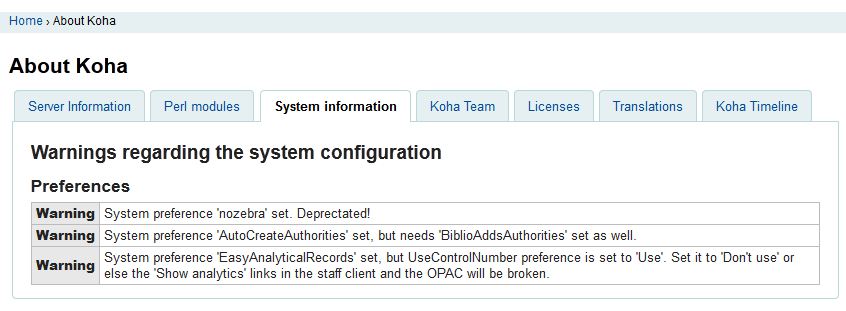 Home › About Koha
About Koha
Server Information Perl modules System information Koha Team Licenses Translations Koha Timeline
Warnings regarding the system configuration
Preferences
Warning System preference 'nozebra' set. Deprectated!
Warning System preference 'AutoCreateAuthorities' set, but needs 'BiblioAddsAuthorities' set as well.
Warning System preference 'EasyAnalyticalRecords' set, but UseControlNumber preference is set to 'Use'. Set it to 'Don't use' or
else the 'Show analytics' links in the staff client and the OPAC will be broken.